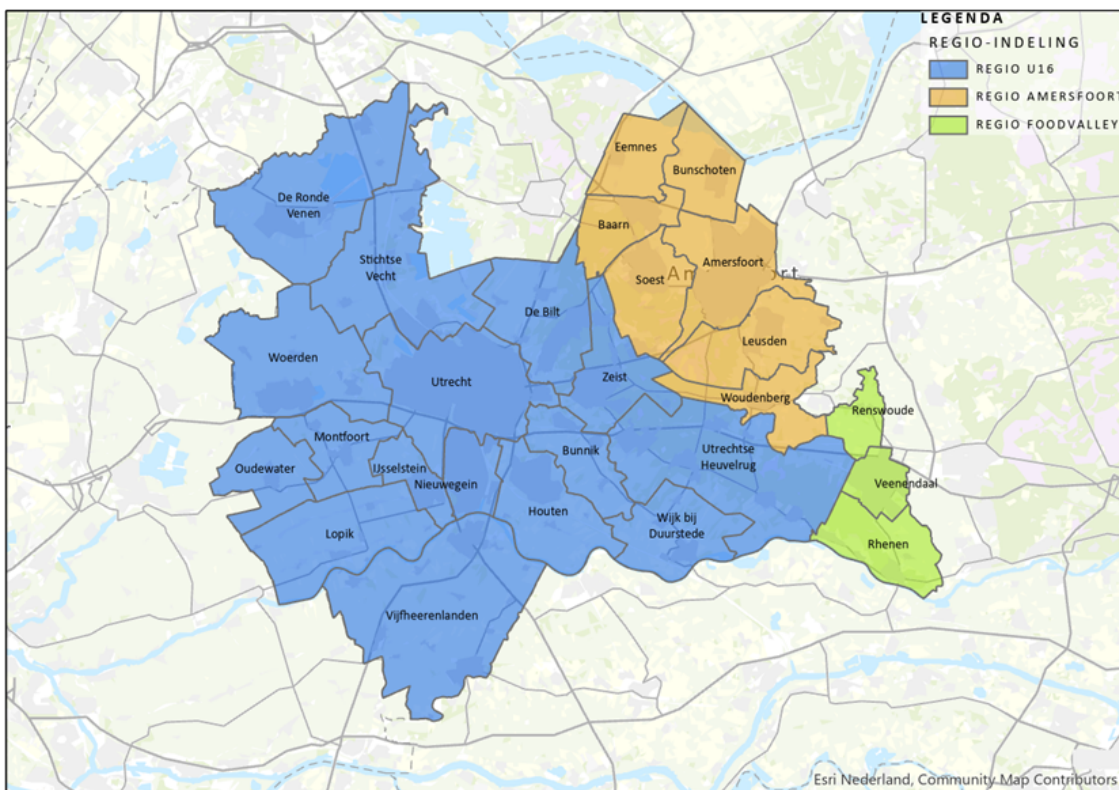 LEGENDA
REGIO-INDELING
REGIO U16
REGIO AMERSFOORT
REGIO FOODVALLEY
Eemnes
Bunschoten
De Ronde
Venen
Baarn
Stichtse
Vecht
Amersfoort
Soest
Am
rt
De Bilt
Leusden
Woerden
Zeist
Utrecht
Woudenberg
Renswoude
Montfoort
Bunnik
Utrechtse
Heuvelrug
Oudewater
IJsselstein
Nieuwegein
Veenendaal
Houten
Wijk bij
Duurstede
Lopik
Rhenen
Vijfheerenlanden
Esri Nederland, Community Map Contributors